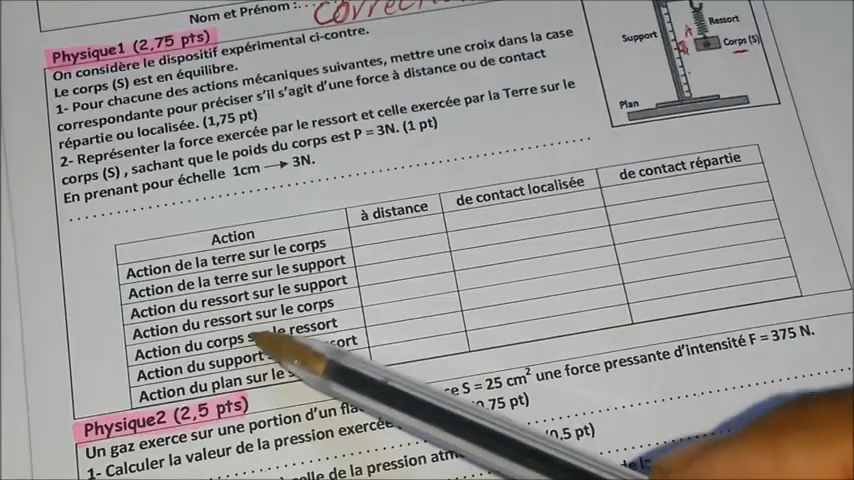 Nom et Prénom :
Physique1 (2,75 pts)
On considère le dispositif expérimental ci-contre.
Le corps (S) est en équilibre.
1- Pour chacune des actions mécaniques suivantes, mettre une croix dans la case
correspondante pour préciser s'il s'agit d'une force à distance ou de contact
répartie ou localisée. (1,75 pt)
2- Représenter la force exercée par le ressort et celle exercée par la Terre sur le
corps (S) , sachant que le poids du corps est P = 3N. (1 pt)
En prenant pour échelle 1cm → 3N.
Support
Ressort
Corps (S)
Plan
A
Action
à distance
de contact localisée
de contact répartie
Action de la terre sur le corps
Action de la terre sur le support
Action du ressort sur le support
Action du ressort sur le corps
Action du corps le ressort
Action du support
Action du plan sur le
Physique2 (2,5 pts)
Un gaz exerce sur une portion d'un S = 25 cm² une force pressante d'intensité F = 375 N.
1- Calculer la valeur de la pression
de la pression
(0,5 pt)